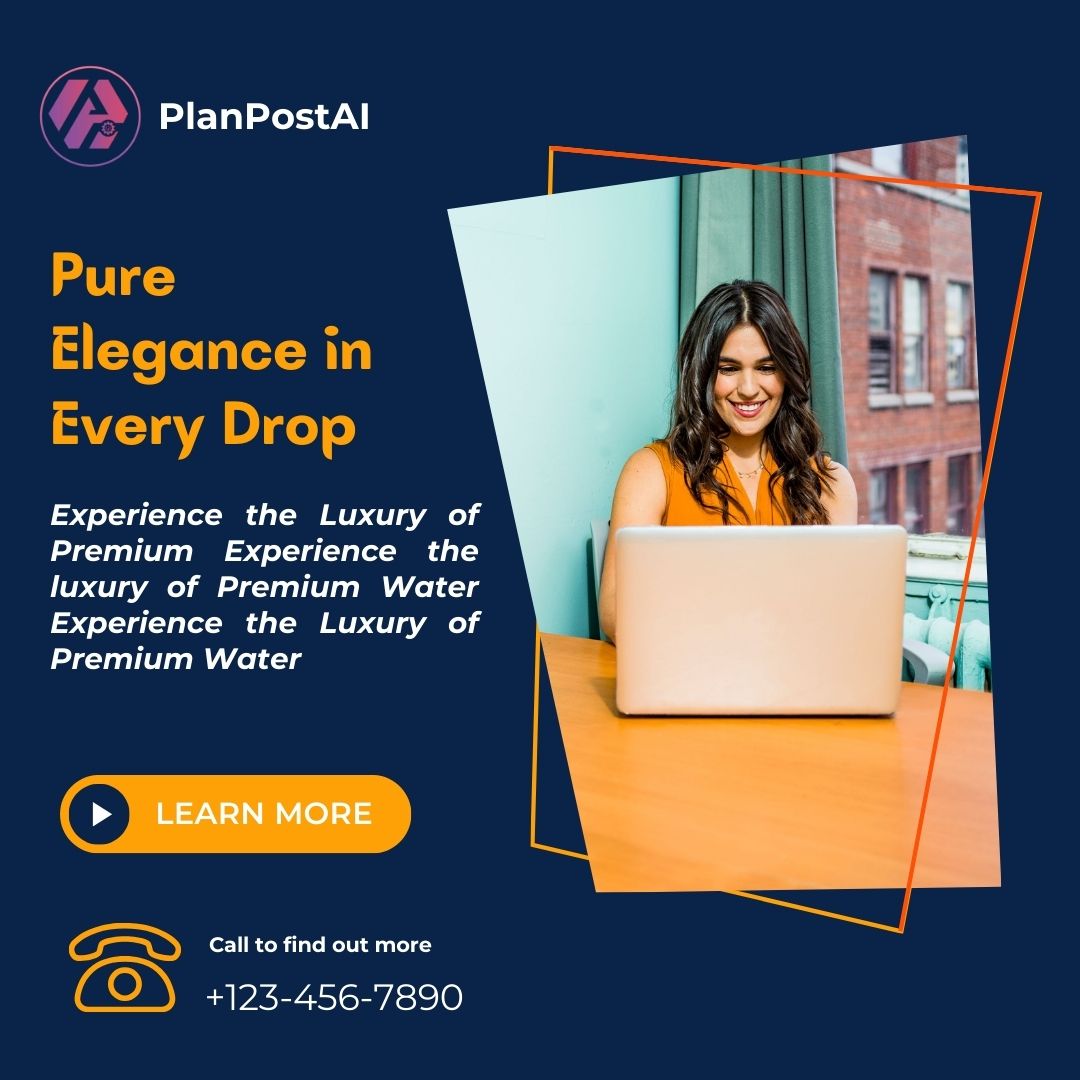 PlanPostAI
Pure
Elegance in
Every Drop
Experience the Luxury of
Premium Experience the
luxury of Premium Water
Experience the Luxury of
Premium Water
LEARN MORE
Call to find out more
+123-456-7890